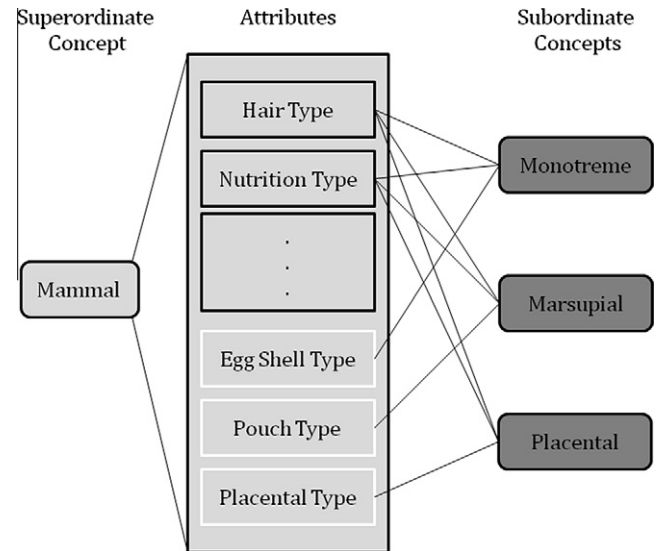 Superordinate
Concept
Attributes
Subordinate
Concepts
Hair Type
Nutrition Type
.
.
.
Egg Shell Type
Pouch Type
Placental Type
Mammal
Monotreme
Marsupial
Placental